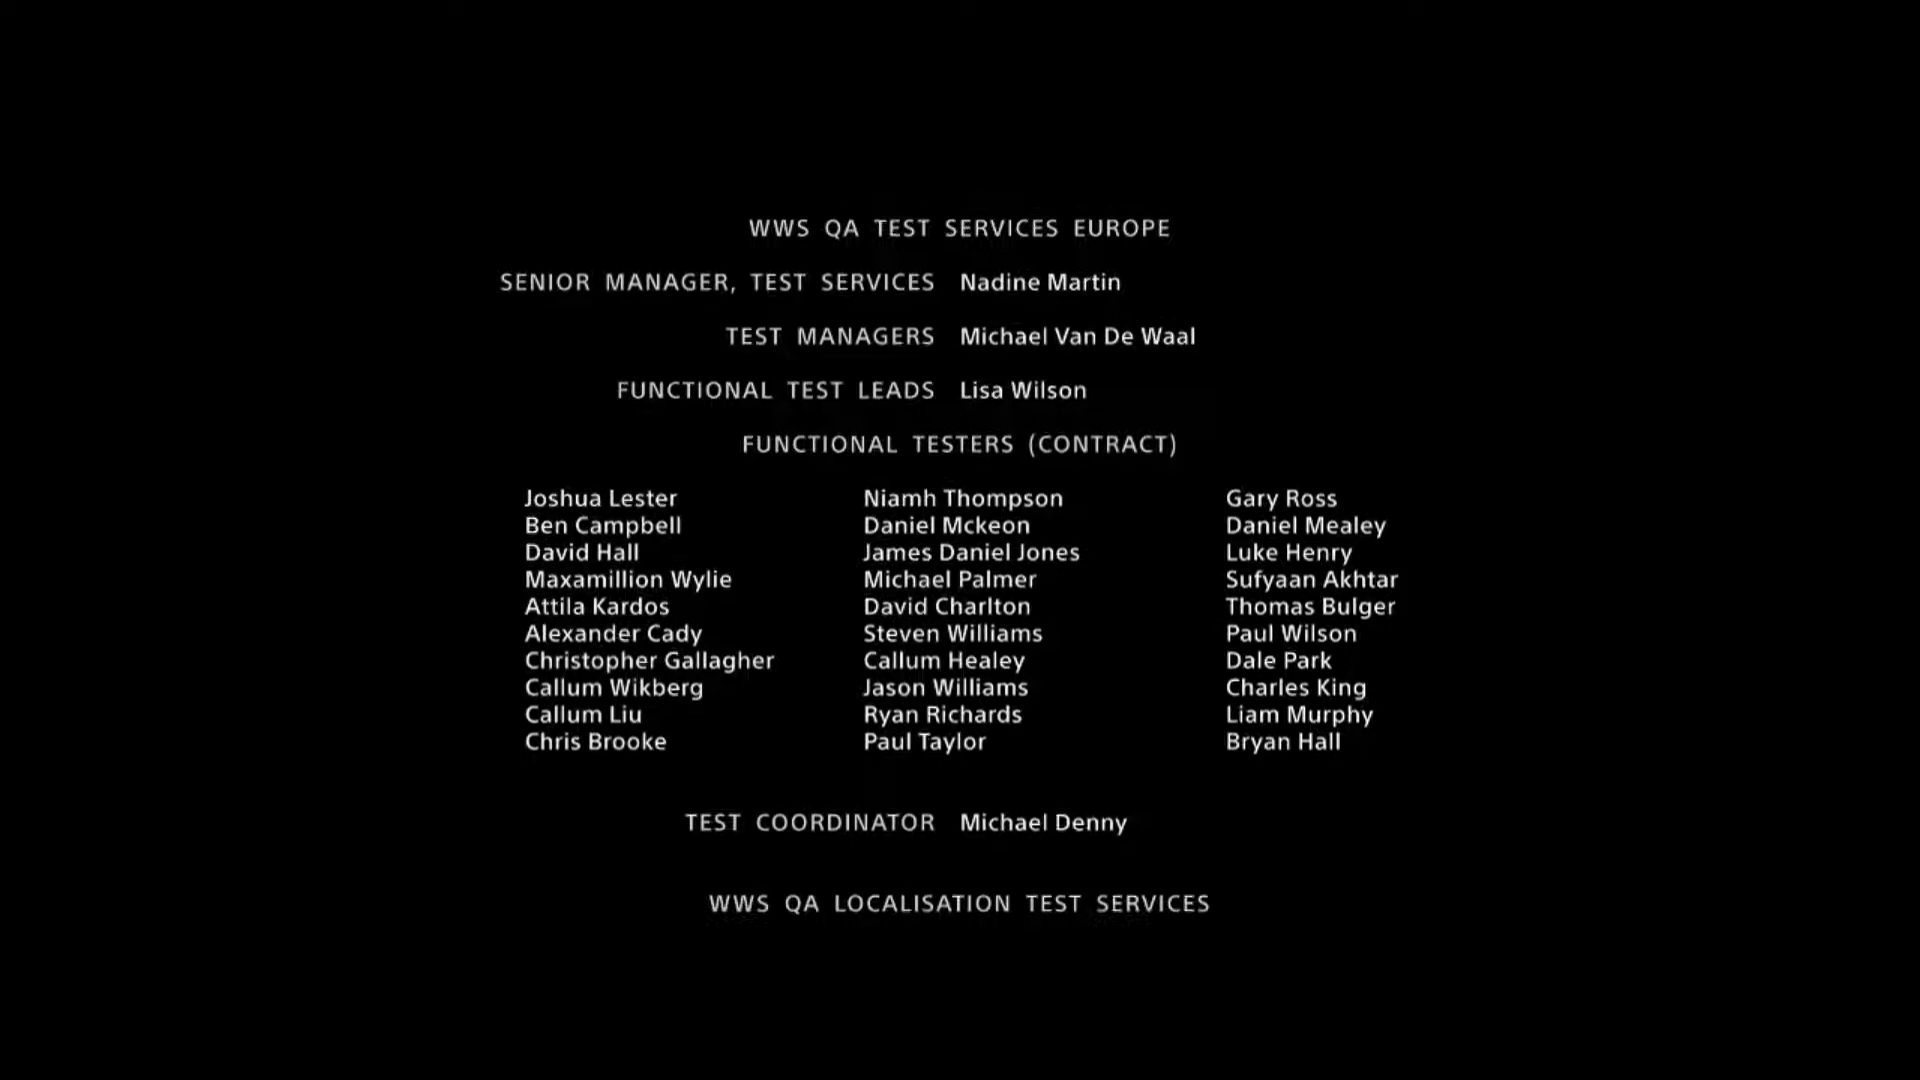 WWS QA TEST SERVICES EUROPE
SENIOR MANAGER, TEST SERVICES Nadine Martin
TEST MANAGERS Michael Van De Waal
FUNCTIONAL TEST LEADS Lisa Wilson
FUNCTIONAL TESTERS (CONTRACT)
Joshua Lester Niamh Thompson Gary Ross
Ben Campbell Daniel Mckeon Daniel Mealey
David Hall James Daniel Jones Luke Henry
Maxamillion Wylie Michael Palmer Sufyaan Akhtar
Attila Kardos David Charlton Thomas Bulger
Alexander Cady Steven Williams Paul Wilson
Christopher Gallagher Callum Healey Dale Park
Callum Wikberg Jason Williams Charles King
Callum Liu Ryan Richards Liam Murphy
Chris Brooke Paul Taylor Bryan Hall
TEST COORDINATOR Michael Denny
WWS QA LOCALISATION TEST SERVICES